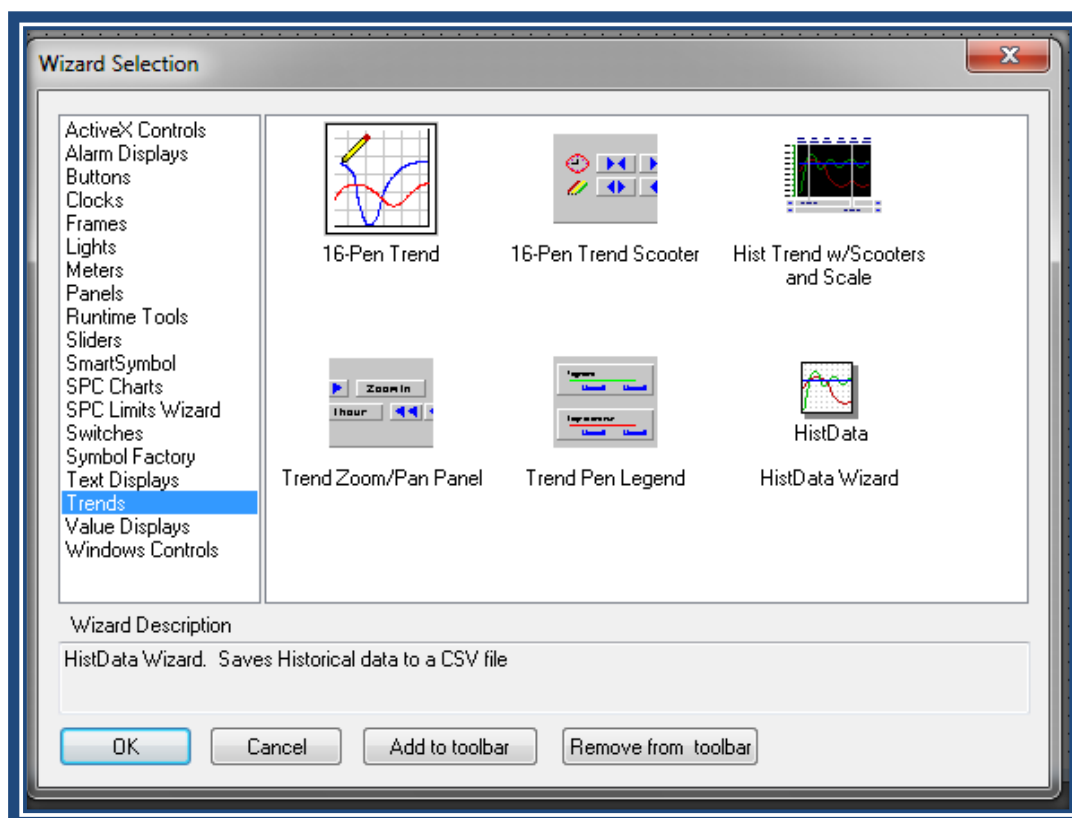 Wizard Selection
ActiveX Controls
Alarm Displays
Buttons
Clocks
Frames
Lights
Meters
Panels
Runtime Tools
Sliders
SmartSymbol
SPC Charts
SPC Limits Wizard
Switches
Symbol Factory
Text Displays
Trends
Value Displays
Windows Controls
16-Pen Trend
16-Pen Trend Scooter
Hist Trend w/Scooters
and Scale
Zoom In
1 hour
Trend Zoom/Pan Panel
Trend Pen Legend
HistData
HistData Wizard
Wizard Description
HistData Wizard.  Saves Historical data to a CSV file
OK
Cancel
Add to toolbar
Remove from  toolbar